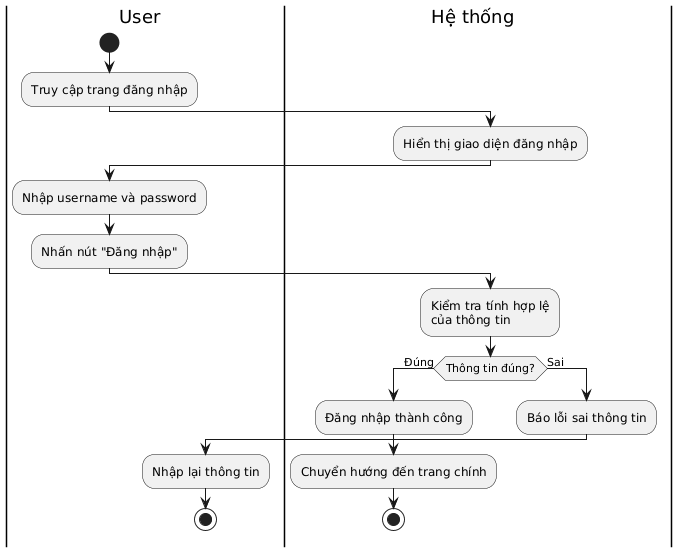 User
Hệ thống
Truy cập trang đăng nhập
Hiển thị giao diện đăng nhập
Nhập username và password
Nhấn nút "Đăng nhập"
Kiểm tra tính hợp lệ
của thông tin
Đúng
Thông tin đúng?
Sai
Đăng nhập thành công
Báo lỗi sai thông tin
Nhập lại thông tin
Chuyển hướng đến trang chính